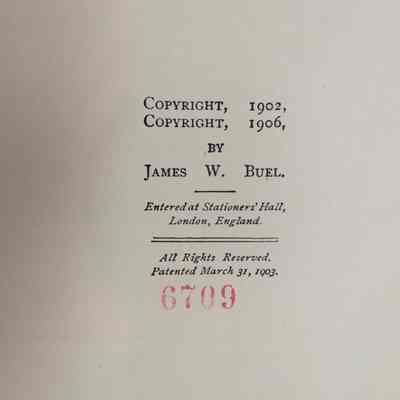 COPYRIGHT, 1902,
COPYRIGHT, 1906,
BY
JAMES W. BUEL.
Entered at Stationers' Hall,
London, England.
All Rights Reserved.
Patented March 31, 1903.
6709